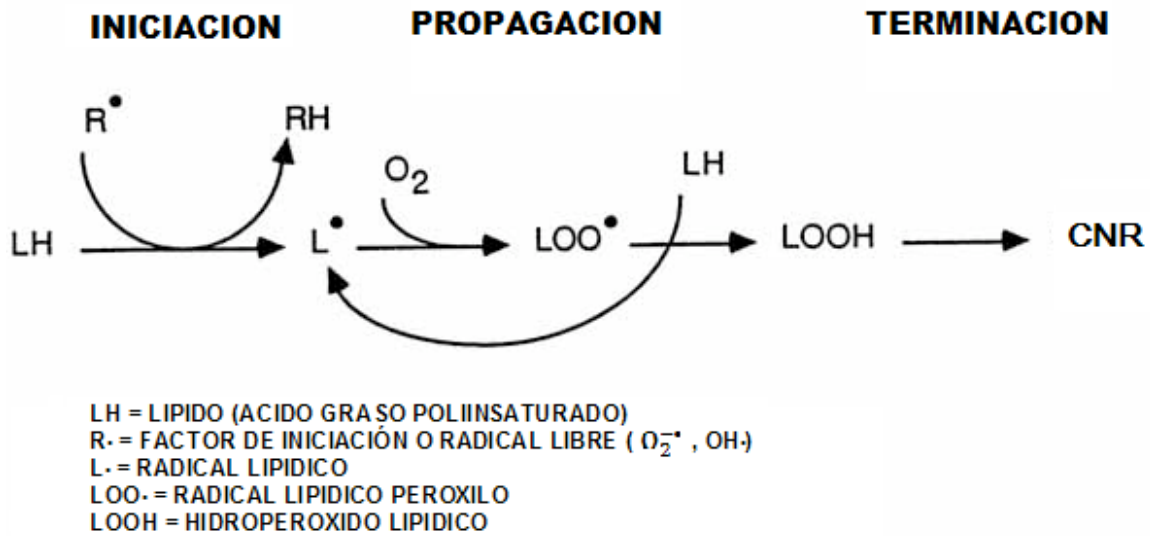 INICIACION PROPAGACION TERMINACION
R• RH
O₂ LH
LH L• LOO• LOOH CNR
LH = LIPIDO (ACIDO GRASO POLIINSATURADO)
R· = FACTOR DE INICIACIÓN O RADICAL LIBRE ( Ω₂⁻• , OH·)
L· = RADICAL LIPIDICO
LOO· = RADICAL LIPIDICO PEROXILO
LOOH = HIDROPEROXIDO LIPIDICO